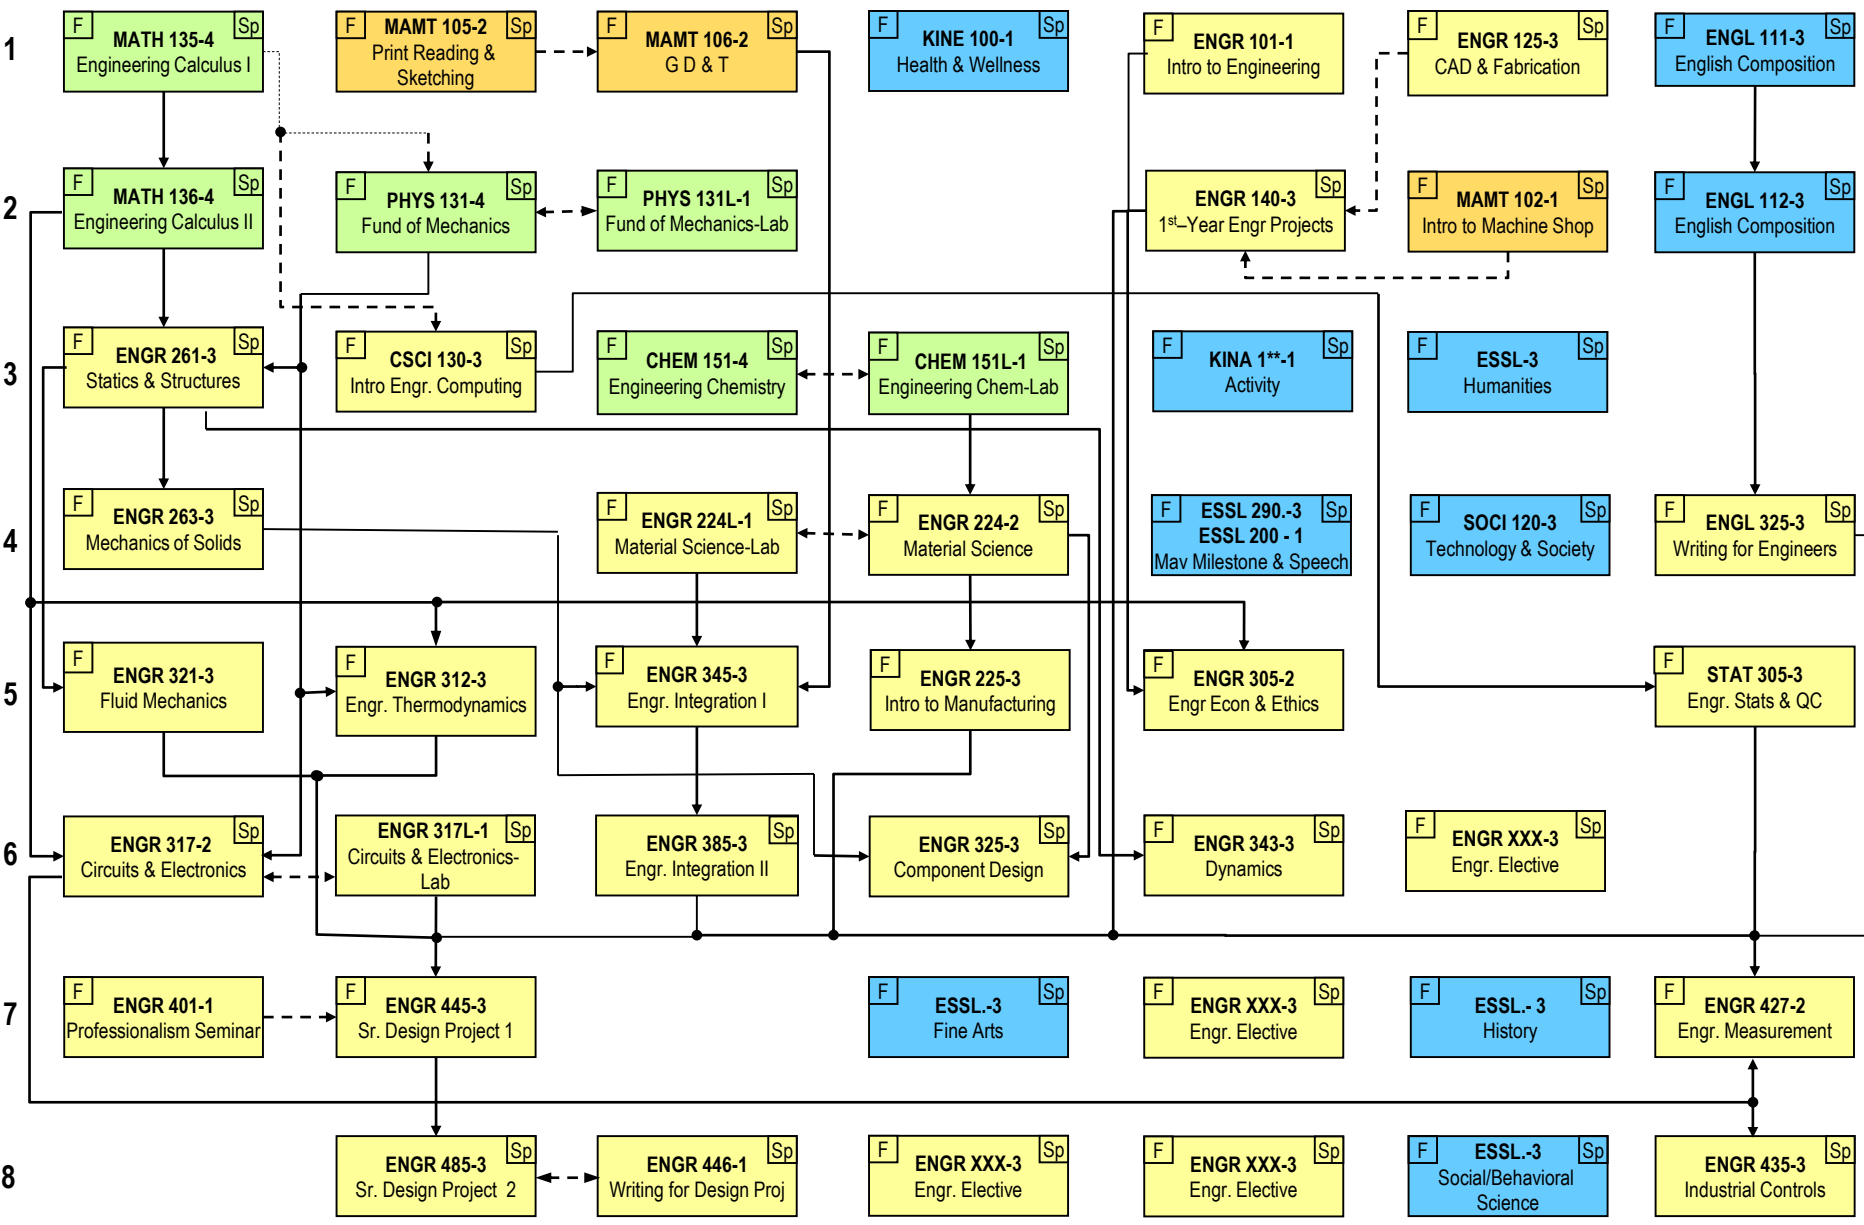 1
F
MATH 135-4
Sp
Engineering Calculus I
F
MAMT 105-2
Sp
Print Reading &
Sketching
F
MAMT 106-2
Sp
G D & T
F
KINE 100-1
Sp
Health & Wellness
F
ENGR 101-1
Intro to Engineering
F
ENGR 125-3
Sp
CAD & Fabrication
F
ENGL 111-3
Sp
English Composition
2
F
MATH 136-4
Sp
Engineering Calculus II
F
PHYS 131-4
Sp
Fund of Mechanics
F
PHYS 131L-1
Sp
Fund of Mechanics-Lab
ENGR 140-3
Sp
1st–Year Engr Projects
F
MAMT 102-1
Sp
Intro to Machine Shop
F
ENGL 112-3
Sp
English Composition
3
F
ENGR 261-3
Sp
Statics & Structures
F
CSCI 130-3
Sp
Intro Engr. Computing
F
CHEM 151-4
Sp
Engineering Chemistry
F
CHEM 151L-1
Sp
Engineering Chem-Lab
F
KINA 1**-1
Sp
Activity
F
ESSL-3
Sp
Humanities
4
F
ENGR 263-3
Sp
Mechanics of Solids
F
ENGR 224L-1
Sp
Material Science-Lab
F
ENGR 224-2
Sp
Material Science
F
ESSL 290.-3
Sp
ESSL 200 - 1
Mav Milestone & Speech
F
SOCI 120-3
Sp
Technology & Society
F
ENGL 325-3
Sp
Writing for Engineers
5
F
ENGR 321-3
Fluid Mechanics
F
ENGR 312-3
Engr. Thermodynamics
F
ENGR 345-3
Engr. Integration I
F
ENGR 225-3
Intro to Manufacturing
F
ENGR 305-2
Engr Econ & Ethics
F
STAT 305-3
Engr. Stats & QC
6
ENGR 317-2
Sp
Circuits & Electronics
ENGR 317L-1
Sp
Circuits & Electronics-
Lab
ENGR 385-3
Sp
Engr. Integration II
ENGR 325-3
Sp
Component Design
F
ENGR 343-3
Sp
Dynamics
F
ENGR XXX-3
Sp
Engr. Elective
7
F
ENGR 401-1
Professionalism Seminar
F
ENGR 445-3
Sr. Design Project 1
F
ESSL.-3
Sp
Fine Arts
F
ENGR XXX-3
Sp
Engr. Elective
F
ESSL.- 3
Sp
History
F
ENGR 427-2
Engr. Measurement
8
ENGR 485-3
Sp
Sr. Design Project 2
ENGR 446-1
Sp
Writing for Design Proj
F
ENGR XXX-3
Sp
Engr. Elective
F
ENGR XXX-3
Sp
Engr. Elective
F
ESSL.-3
Sp
Social/Behavioral
Science
ENGR 435-3
Sp
Industrial Controls